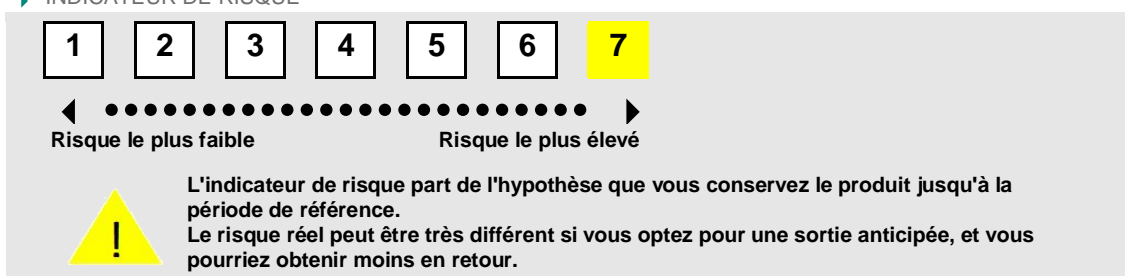 INDICATEUR DE RISQUE
1 2 3 4 5 6 7
Risque le plus faible Risque le plus élevé
L'indicateur de risque part de l'hypothèse que vous conservez le produit jusqu'à la
période de référence.
!
Le risque réel peut être très différent si vous optez pour une sortie anticipée, et vous
pourriez obtenir moins en retour.